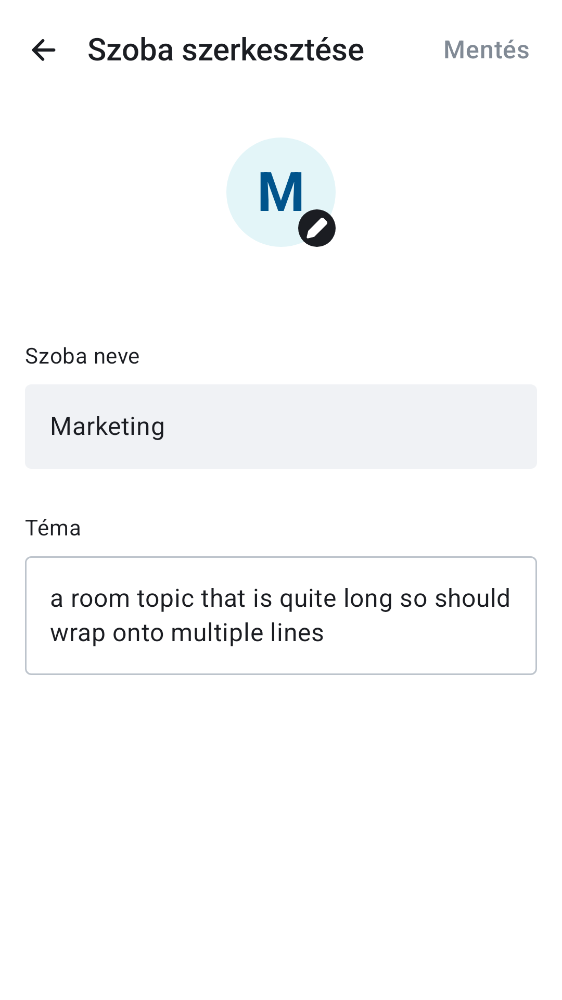 Szoba szerkesztése
Mentés
M
Szoba neve
Marketing
Téma
a room topic that is quite long so should
wrap onto multiple lines